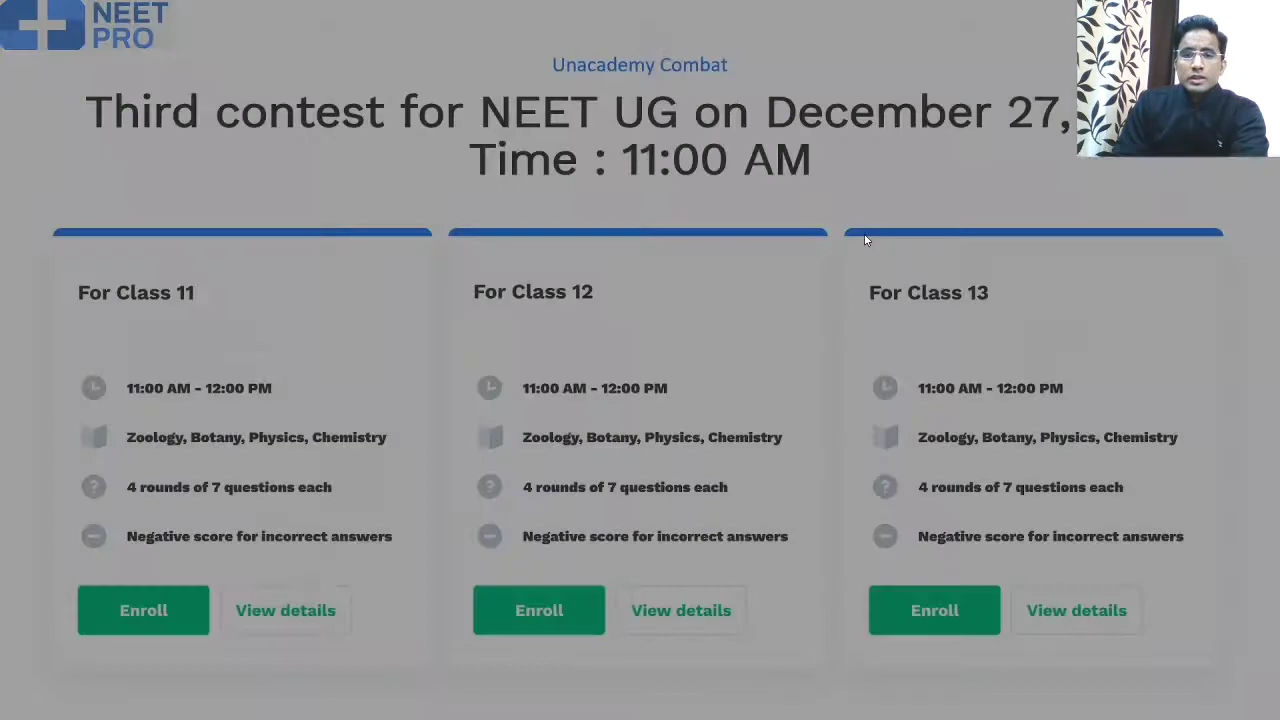 NEET
PRO
Unacademy Combat
Third contest for NEET UG on December 27,
Time : 11:00 AM
For Class 11
11:00 AM - 12:00 PM
Zoology, Botany, Physics, Chemistry
4 rounds of 7 questions each
Negative score for incorrect answers
Enroll
View details
For Class 12
11:00 AM - 12:00 PM
Zoology, Botany, Physics, Chemistry
4 rounds of 7 questions each
Negative score for incorrect answers
Enroll
View details
For Class 13
11:00 AM - 12:00 PM
Zoology, Botany, Physics, Chemistry
4 rounds of 7 questions each
Negative score for incorrect answers
Enroll
View details